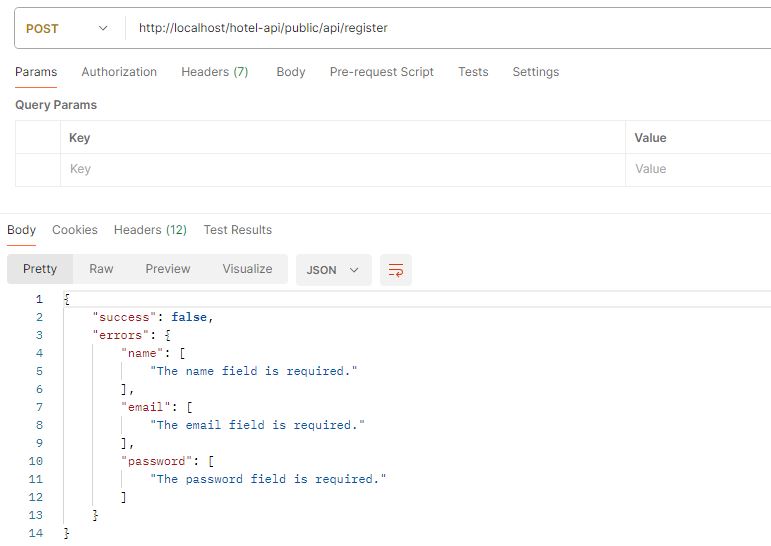 POST http://localhost/hotel-api/public/api/register
Params Authorization Headers (7) Body Pre-request Script Tests Settings
Query Params
Key Value
Key Value
Body Cookies Headers (12) Test Results
Pretty Raw Preview Visualize JSON
1 {
2 "success": false,
3 "errors": {
4 "name": [
5 "The name field is required."
6 ],
7 "email": [
8 "The email field is required."
9 ],
10 "password": [
11 "The password field is required."
12 ]
13 }
14 }